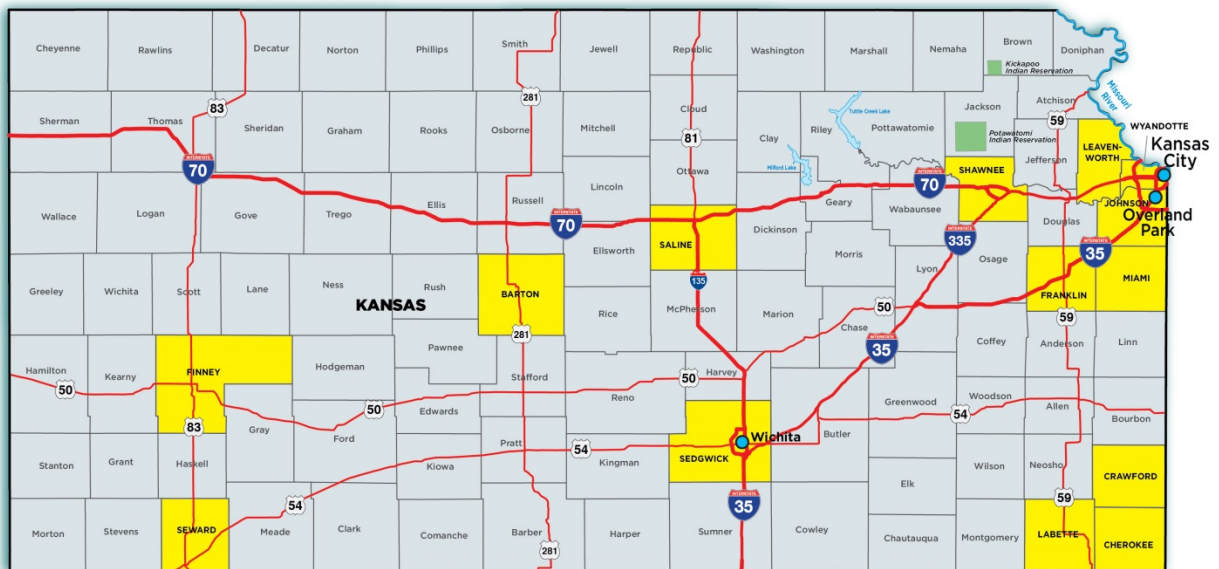 Cheyenne
Rawlins
Decatur
Norton
Phillips
Smith
Jewell
Republic
Washington
Marshall
Nemaha
Brown
Doniphan
Kickapoo
Indian Reservation
83
281
Sherman
Thomas
Sheridan
Graham
Rooks
Osborne
Mitchell
Cloud
81
Clay
Riley
Tuttle Creek Lake
Pottawatomie
Jackson
Potawatomi
Indian Reservation
Atchison
59
Missouri
River
WYANDOTTE
Kansas
City
LEAVEN-
WORTH
Jefferson
INTERSTATE
70
Lincoln
Ottawa
Milford Lake
Geary
INTERSTATE
70
SHAWNEE
Wallace
Logan
Gove
Trego
Ellis
Russell
INTERSTATE
70
Ellsworth
SALINE
Dickinson
Wabaunsee
INTERSTATE
335
Douglas
JOHNSON
Overland
Park
INTERSTATE
35
Morris
Lyon
Osage
Greeley
Wichita
Scott
Lane
Ness
Rush
KANSAS
BARTON
Rice
135
McPherson
Marion
Chase
50
FRANKLIN
MIAMI
59
281
INTERSTATE
35
Coffey
Anderson
Linn
Hamilton
Kearny
FINNEY
Hodgeman
Pawnee
Stafford
Reno
50
Harvey
50
50
Edwards
Greenwood
Woodson
54
Allen
Bourbon
83
Gray
Ford
Pratt
54
Kingman
SEDGWICK
Wichita
Butler
Stanton
Grant
Haskell
Kiowa
Elk
Wilson
Neosho
CRAWFORD
54
INTERSTATE
35
59
Morton
Stevens
SEWARD
Meade
Clark
Comanche
Barber
281
Harper
Sumner
Cowley
Chautauqua
Montgomery
LABETTE
CHEROKEE